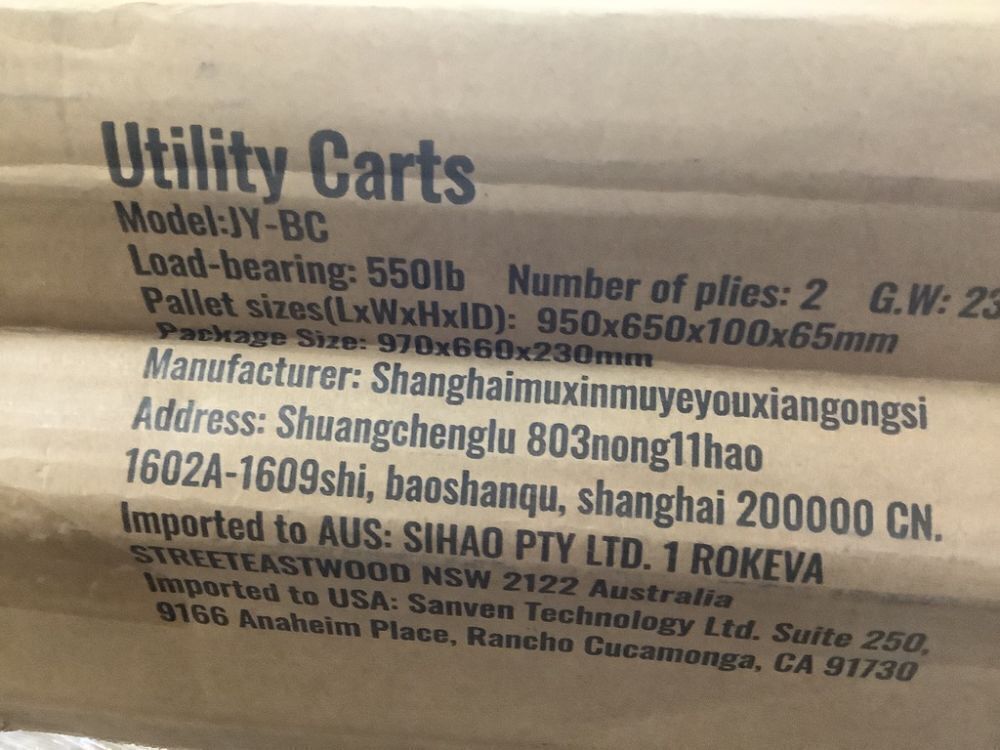 Utility Carts
Model:JY-BC
Load-bearing: 550lb Number of plies: 2 G.W: 23
Pallet sizes(LxWxHxID): 950x650x100x65mm
Package Size: 970x660x230mm
Manufacturer: Shanghaimuxinmuyeyouxiangongsi
Address: Shuangchenglu 803nong11hao
1602A-1609shi, baoshanqu, shanghai 200000 CN.
Imported to AUS: SIHAO PTY LTD. 1 ROKEVA
STREETEASTWOOD NSW 2122 Australia
Imported to USA: Sanven Technology Ltd. Suite 250,
9166 Anaheim Place, Rancho Cucamonga, CA 91730